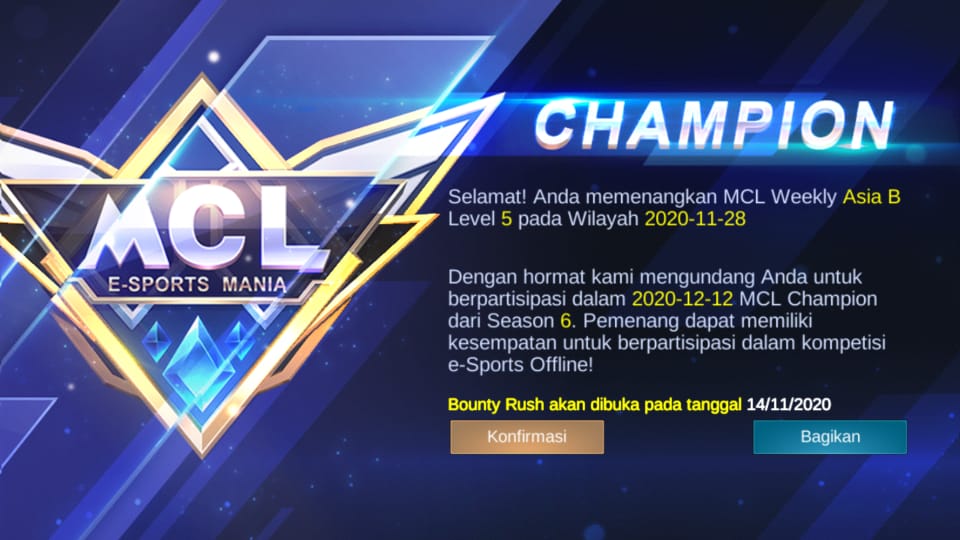 MCL
E-SPORTS MANIA
CHAMPION
Selamat! Anda memenangkan MCL Weekly Asia B
Level 5 pada Wilayah 2020-11-28
Dengan hormat kami mengundang Anda untuk
berpartisipasi dalam 2020-12-12 MCL Champion
dari Season 6. Pemenang dapat memiliki
kesempatan untuk berpartisipasi dalam kompetisi
e-Sports Offline!
Bounty Rush akan dibuka pada tanggal 14/11/2020
Konfirmasi
Bagikan